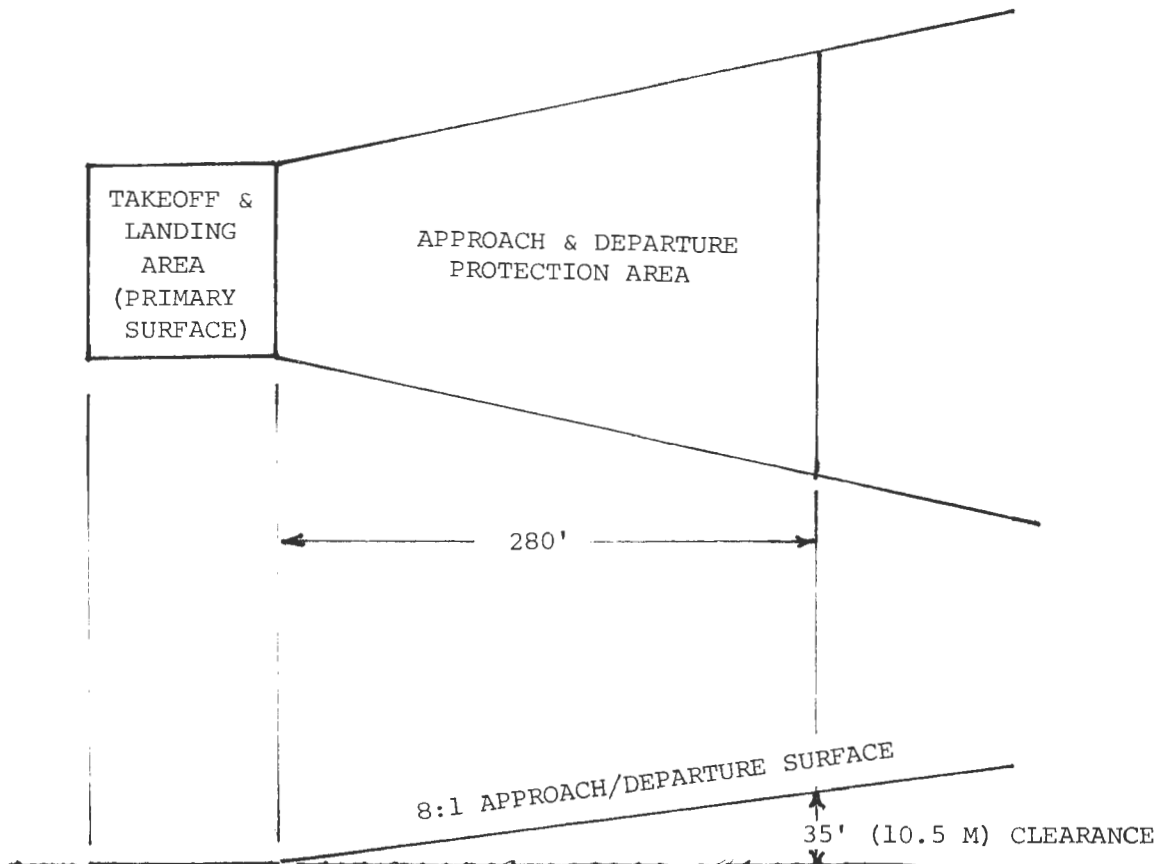 TAKEOFF &
LANDING
AREA
(PRIMARY
SURFACE)
APPROACH & DEPARTURE
PROTECTION AREA
280'
8:1 APPROACH/DEPARTURE SURFACE
35' (10.5 M) CLEARANCE